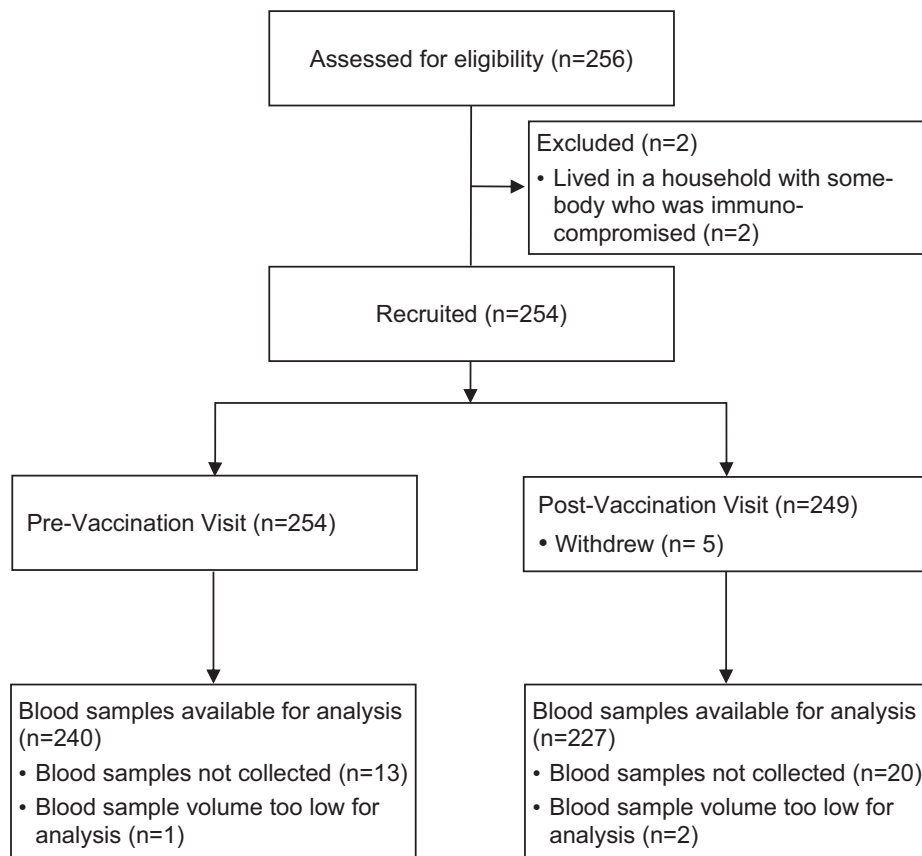 Assessed for eligibility (n=256)
Excluded (n=2)
• Lived in a household with some-
body who was immuno-
compromised (n=2)
Recruited (n=254)
Pre-Vaccination Visit (n=254)
Post-Vaccination Visit (n=249)
• Withdrew (n= 5)
Blood samples available for analysis
(n=240)
• Blood samples not collected (n=13)
• Blood sample volume too low for
analysis (n=1)
Blood samples available for analysis
(n=227)
• Blood samples not collected (n=20)
• Blood sample volume too low for
analysis (n=2)